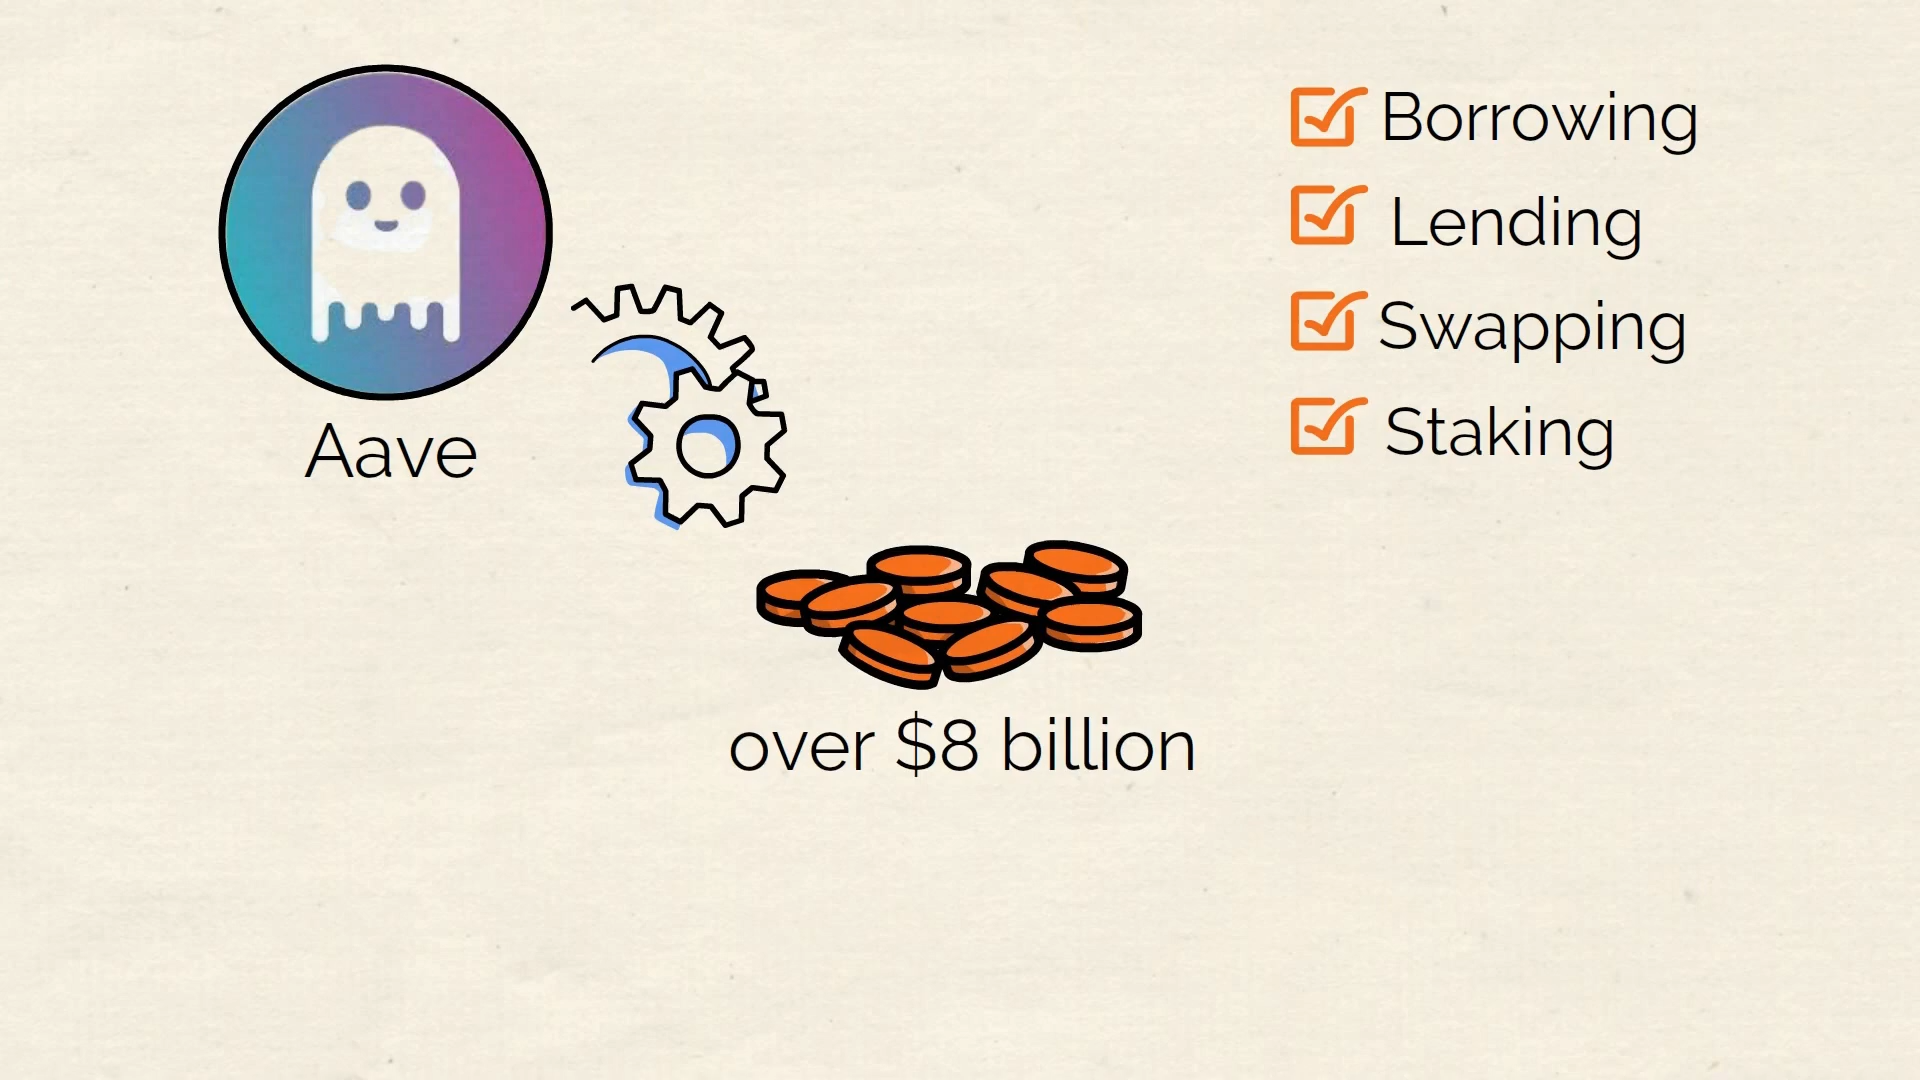 Aave
Borrowing
Lending
Swapping
Staking
over $8 billion